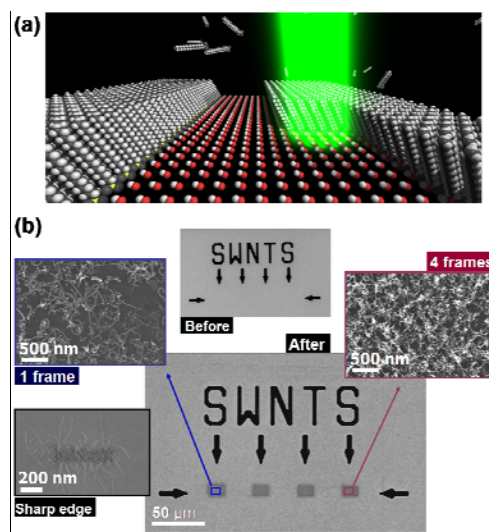 (a)
(b)
SWNTS
Before
4 frames
500 nm
1 frame
After
500 nm
SWNTS
200 nm
Sharp edge
50 µm